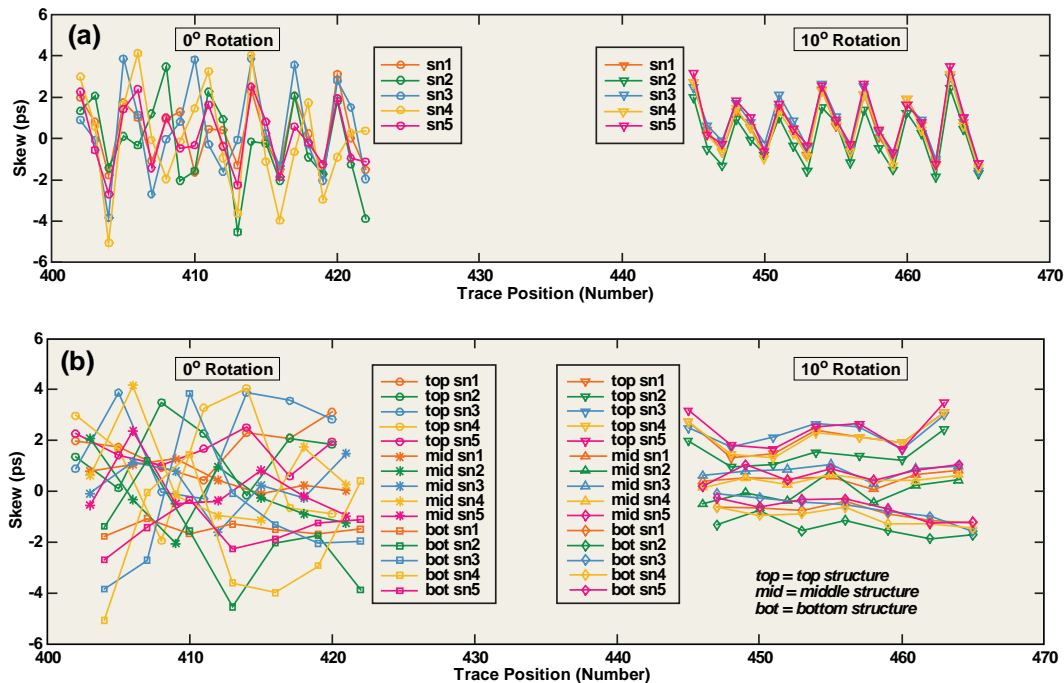 (a)
0° Rotation
10° Rotation
sn1
sn2
sn3
sn4
sn5
sn1
sn2
sn3
sn4
sn5
Skew (ps)
6
4
2
0
-2
-4
-6
400
410
420
430
440
450
460
470
Trace Position (Number)
(b)
0° Rotation
10° Rotation
top sn1
top sn2
top sn3
top sn4
top sn5
mid sn1
mid sn2
mid sn3
mid sn4
mid sn5
bot sn1
bot sn2
bot sn3
bot sn4
bot sn5
top sn1
top sn2
top sn3
top sn4
top sn5
mid sn1
mid sn2
mid sn3
mid sn4
mid sn5
bot sn1
bot sn2
bot sn3
bot sn4
bot sn5
top = top structure
mid = middle structure
bot = bottom structure
Skew (ps)
6
4
2
0
-2
-4
-6
400
410
420
430
440
450
460
470
Trace Position (Number)